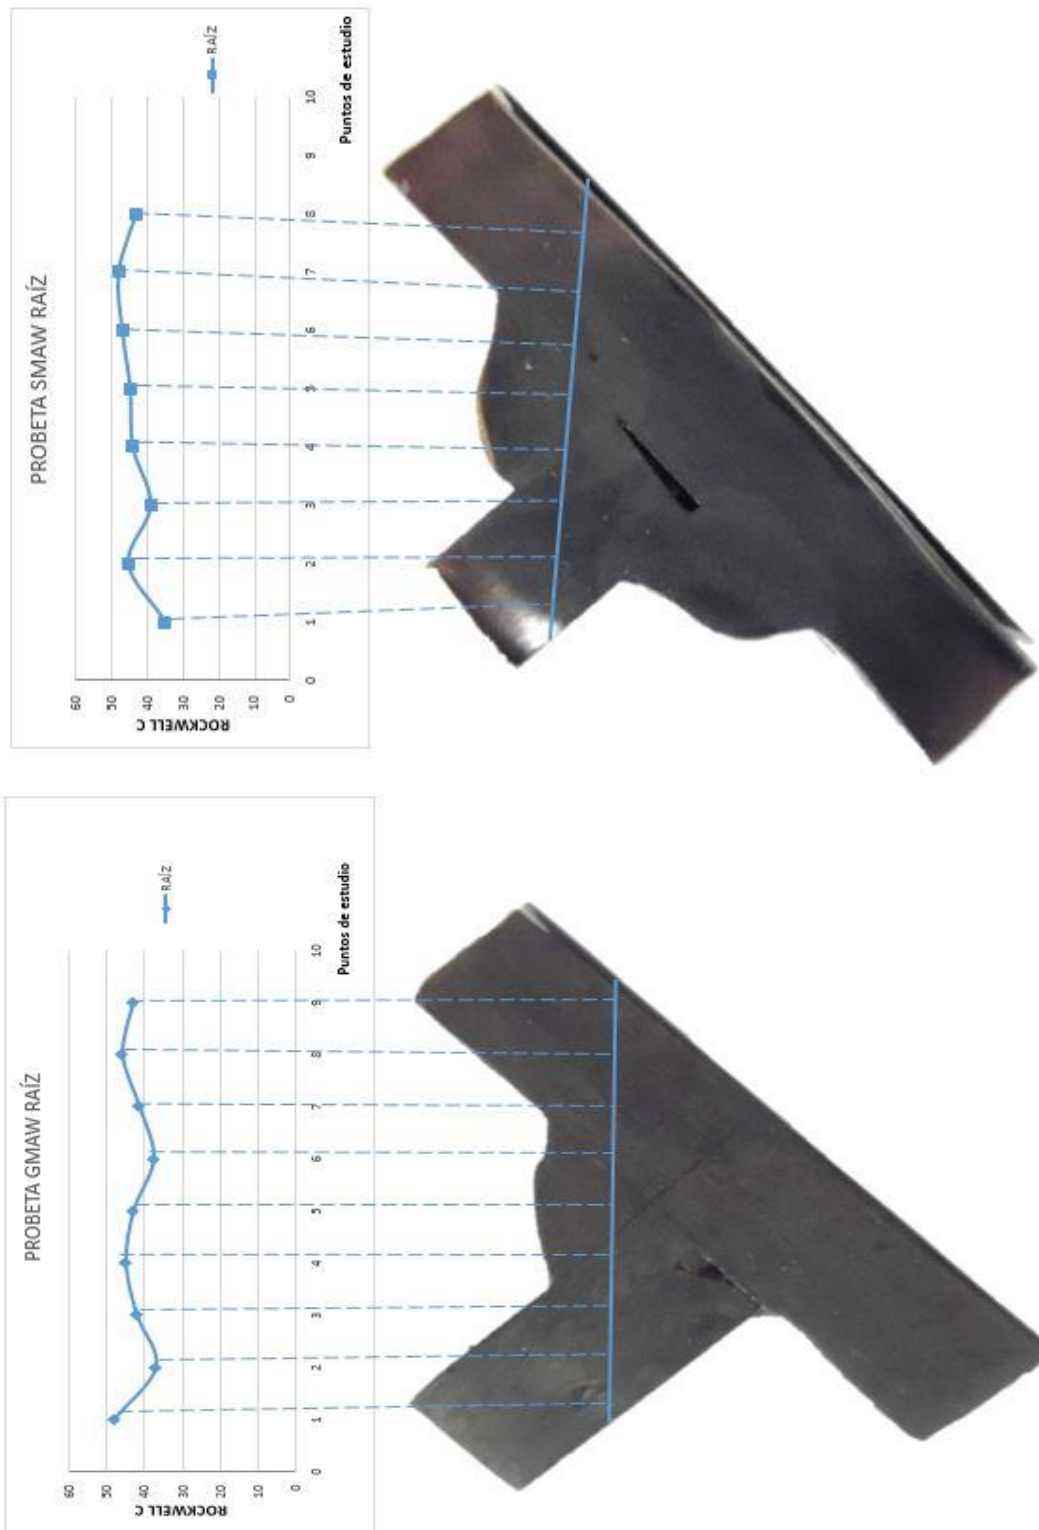 PROBETA GMAW RAÍZ
60
50
40
30
20
10
0
ROCKWELL C
0 1 2 3 4 5 6 7 8 9 10
Puntos de estudio
RAÍZ
PROBETA SMAW RAÍZ
60
50
40
30
20
10
0
ROCKWELL C
0 1 2 3 4 5 6 7 8 9 10
Puntos de estudio
RAÍZ